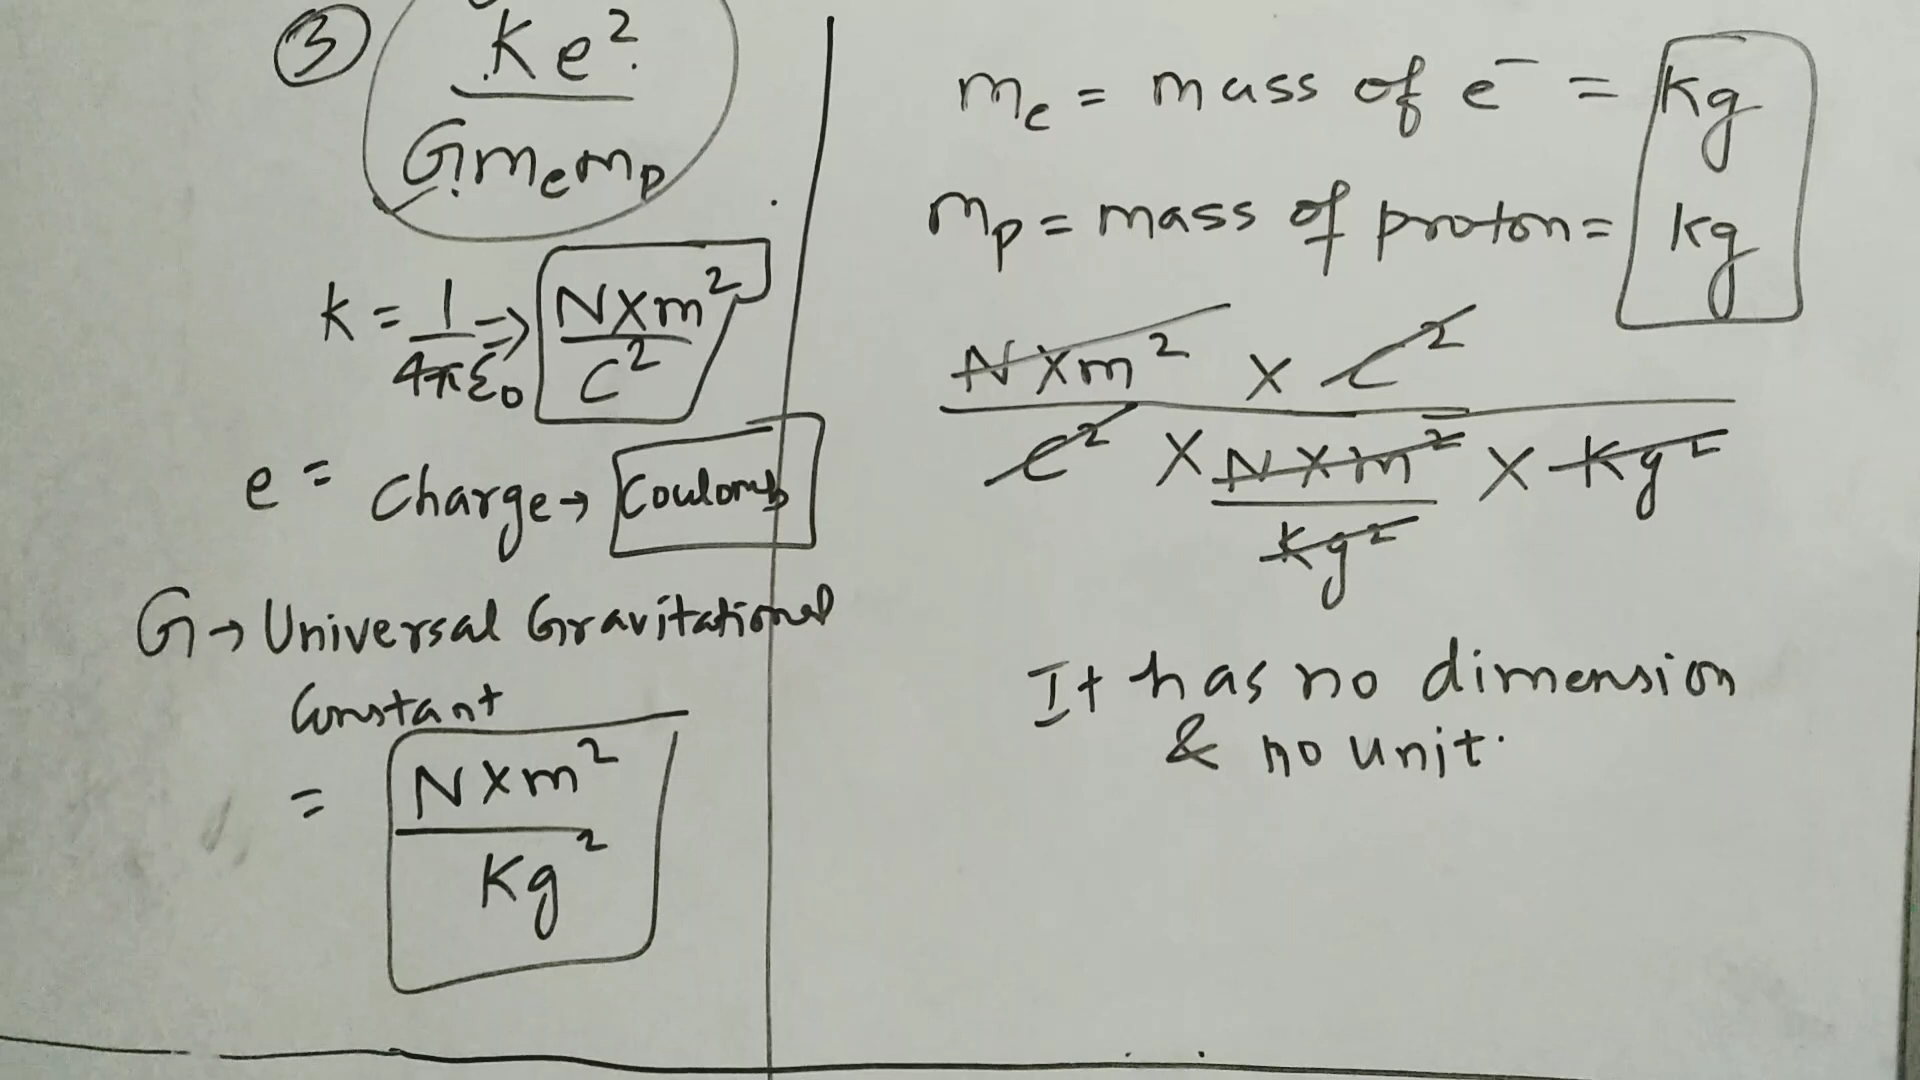 ③ Ke²
Gmemp
K = 1/4πε₀ ⇒ N×m²/C²
e = Charge → Coulomb
G → Universal Gravitational
Constant
= N×m²
Kg²
me = mass of e⁻ = Kg
mp = mass of proton = Kg
N×m² × C²
C² × N×m² × Kg²
Kg²
It has no dimension
& no unit.